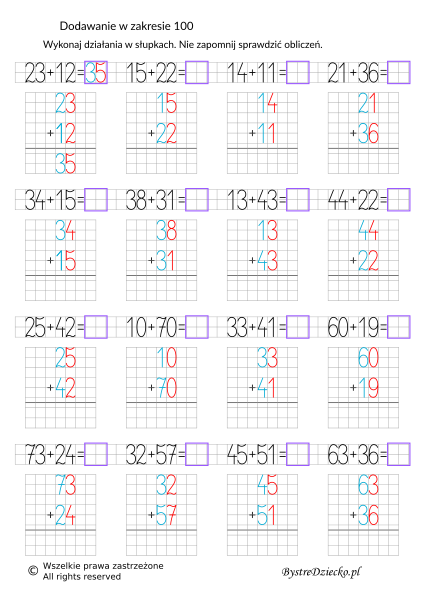 Dodawanie w zakresie 100
Wykonaj działania w słupkach. Nie zapomnij sprawdzić obliczeń.
23+12=35 15+22= 14+11= 21+36=
23 15 14 21
+12 +22 +11 +36
35
34+15= 38+31= 13+43= 44+22=
34 38 13 44
+15 +31 +43 +22
25+42= 10+70= 33+41= 60+19=
25 10 33 60
+42 +70 +41 +19
73+24= 32+57= 45+51= 63+36=
73 32 45 63
+24 +57 +51 +36
© Wszelkie prawa zastrzeżone
All rights reserved
BystreDziecko.pl